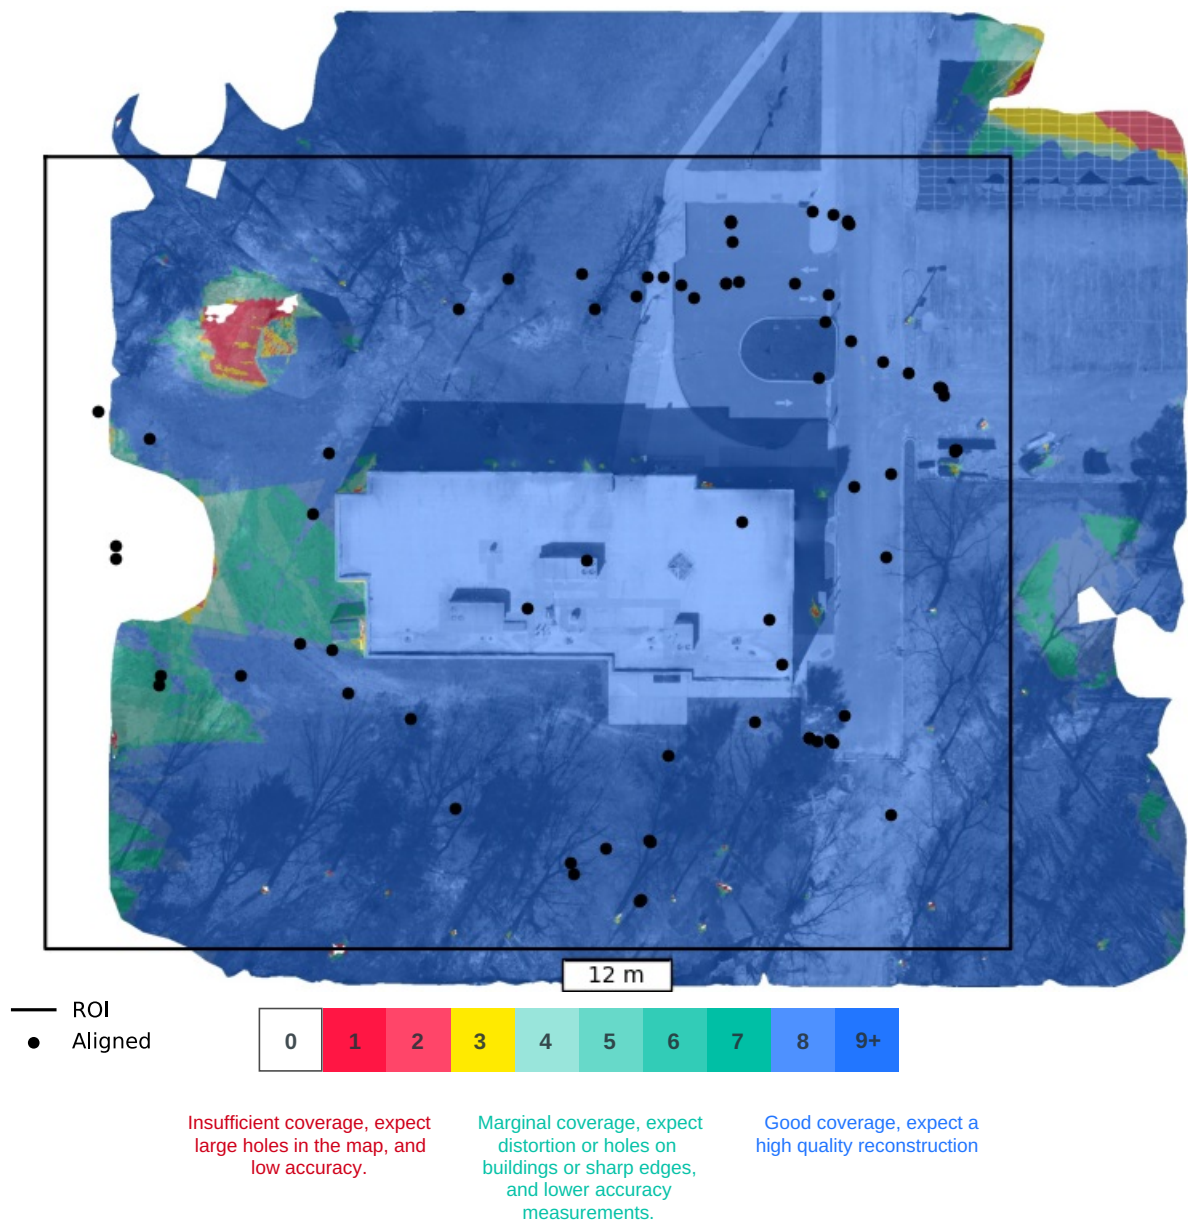 12 m
ROI
Aligned
0 1 2 3 4 5 6 7 8 9+
Insufficient coverage, expect
large holes in the map, and
low accuracy.
Marginal coverage, expect
distortion or holes on
buildings or sharp edges,
and lower accuracy
measurements.
Good coverage, expect a
high quality reconstruction